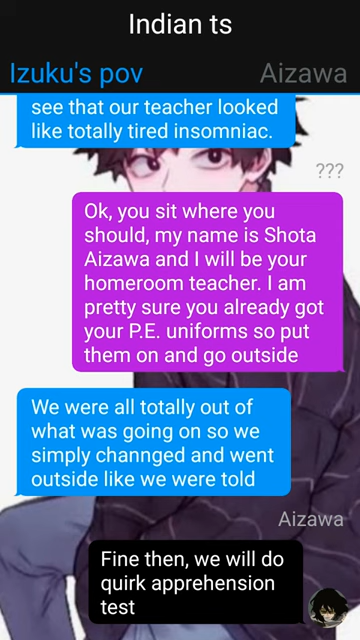 Indian ts
Izuku's pov
Aizawa
see that our teacher looked
like totally tired insomniac.
???
Ok, you sit where you
should, my name is Shota
Aizawa and I will be your
homeroom teacher. I am
pretty sure you already got
your P.E. uniforms so put
them on and go outside
We were all totally out of
what was going on so we
simply channged and went
outside like we were told
Aizawa
Fine then, we will do
quirk apprehension
test